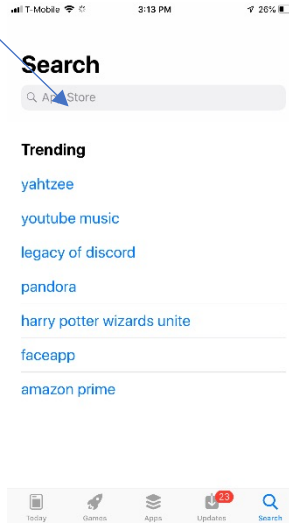 T-Mobile 3:13 PM 26%
Search
App Store
Trending
yahtzee
youtube music
legacy of discord
pandora
harry potter wizards unite
faceapp
amazon prime
23
Today Games Apps Updates Search